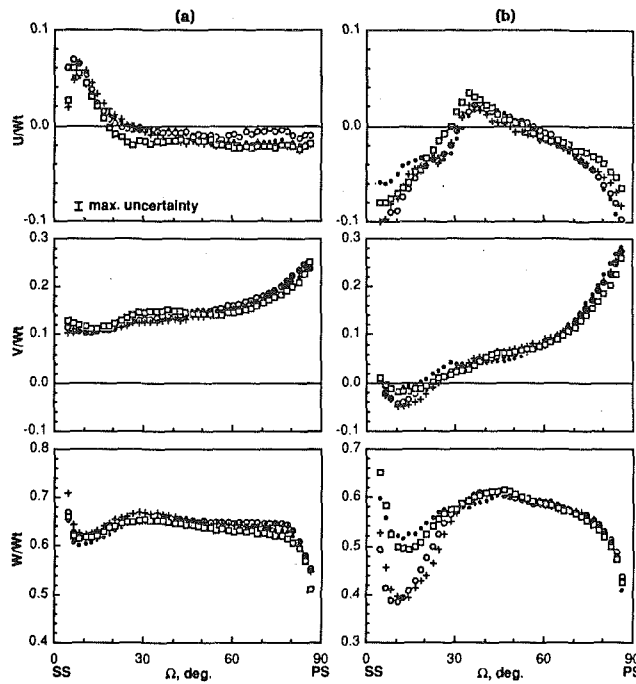 (a) (b)
0.1 0.1
U/Wt 0.0 0.0
I max. uncertainty
-0.1 -0.1
0.3 0.3
0.2 0.2
V/Wt 0.1 0.1
0.0 0.0
-0.1 -0.1
0.8 0.7
0.7 0.6
W/Wt 0.6 0.5
0.5 0.4
0.4 0.3
0 30 60 90 0 30 60 90
SS Ω, deg. PS SS Ω, deg. PS